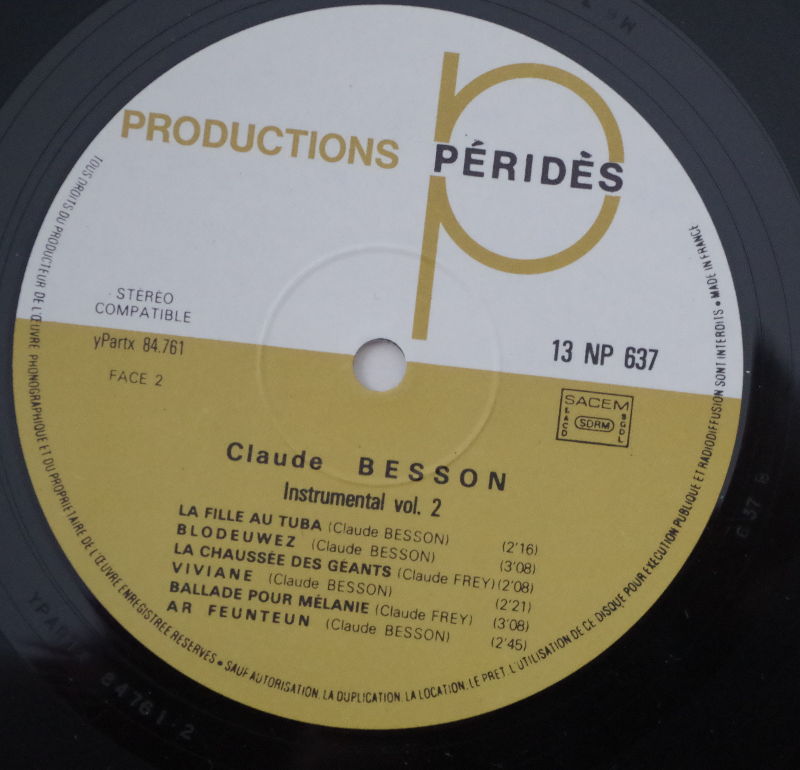 PRODUCTIONS PÉRIDÈS
STÉRÉO
COMPATIBLE
yPartx 84.761
FACE 2
13 NP 637
SACEM
SACD
SDRM
SGDL
Claude BESSON
Instrumental vol. 2
LA FILLE AU TUBA (Claude BESSON) (2'16)
BLODEUWEZ (Claude BESSON) (3'08)
LA CHAUSSÉE DES GÉANTS (Claude FREY) (2'08)
VIVIANE (Claude BESSON) (2'21)
BALLADE POUR MÉLANIE (Claude FREY) (3'08)
AR FEUNTEUN (Claude BESSON) (2'45)
TOUS DROITS DU PRODUCTEUR DE L'ŒUVRE PHONOGRAPHIQUE ET DU PROPRIÉTAIRE DE L'ŒUVRE ENREGISTRÉE RÉSERVÉS • SAUF AUTORISATION. LA DUPLICATION. LA LOCATION. LE PRET. L'UTILISATION DE CE DISQUE POUR EXÉCUTION PUBLIQUE ET RADIODIFFUSION SONT INTERDITS • MADE IN FRANCE
84761 2